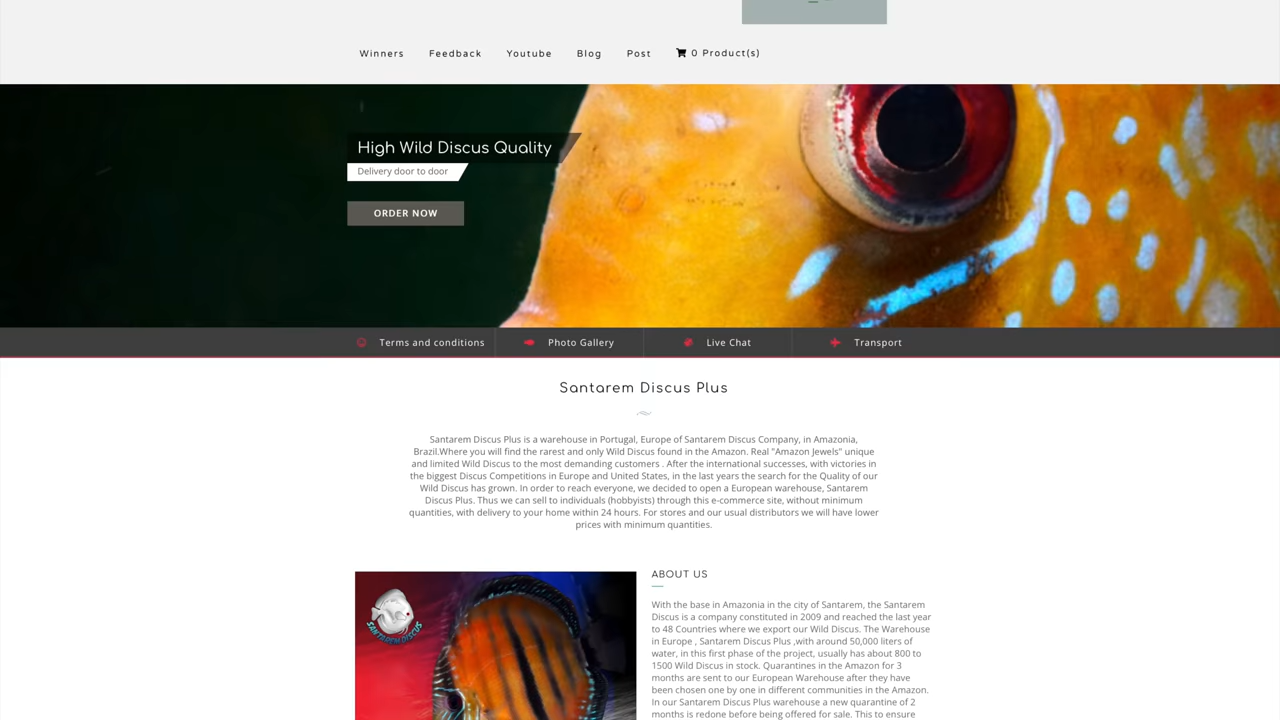 Winners
Feedback
Youtube
Blog
Post
0 Product(s)
High Wild Discus Quality
Delivery door to door
ORDER NOW
Terms and conditions
Photo Gallery
Live Chat
Transport
Santarem Discus Plus
Santarem Discus Plus is a warehouse in Portugal, Europe of Santarem Discus Company, in Amazonia,
Brazil.Where you will find the rarest and only Wild Discus found in the Amazon. Real "Amazon Jewels" unique
and limited Wild Discus to the most demanding customers . After the international successes, with victories in
the biggest Discus Competitions in Europe and United States, in the last years the search for the Quality of our
Wild Discus has grown. In order to reach everyone, we decided to open a European warehouse, Santarem
Discus Plus. Thus we can sell to individuals (hobbyists) through this e-commerce site, without minimum
quantities, with delivery to your home within 24 hours. For stores and our usual distributors we will have lower
prices with minimum quantities.
SANTAREM DISCUS
ABOUT US
With the base in Amazonia in the city of Santarem, the Santarem
Discus is a company constituted in 2009 and reached the last year
to 48 Countries where we export our Wild Discus. The Warehouse
in Europe , Santarem Discus Plus ,with around 50,000 liters of
water, in this first phase of the project, usually has about 800 to
1500 Wild Discus in stock. Quarantines in the Amazon for 3
months are sent to our European Warehouse after they have
been chosen one by one in different communities in the Amazon.
In our Santarem Discus Plus warehouse a new quarantine of 2
months is redone before being offered for sale. This to ensure